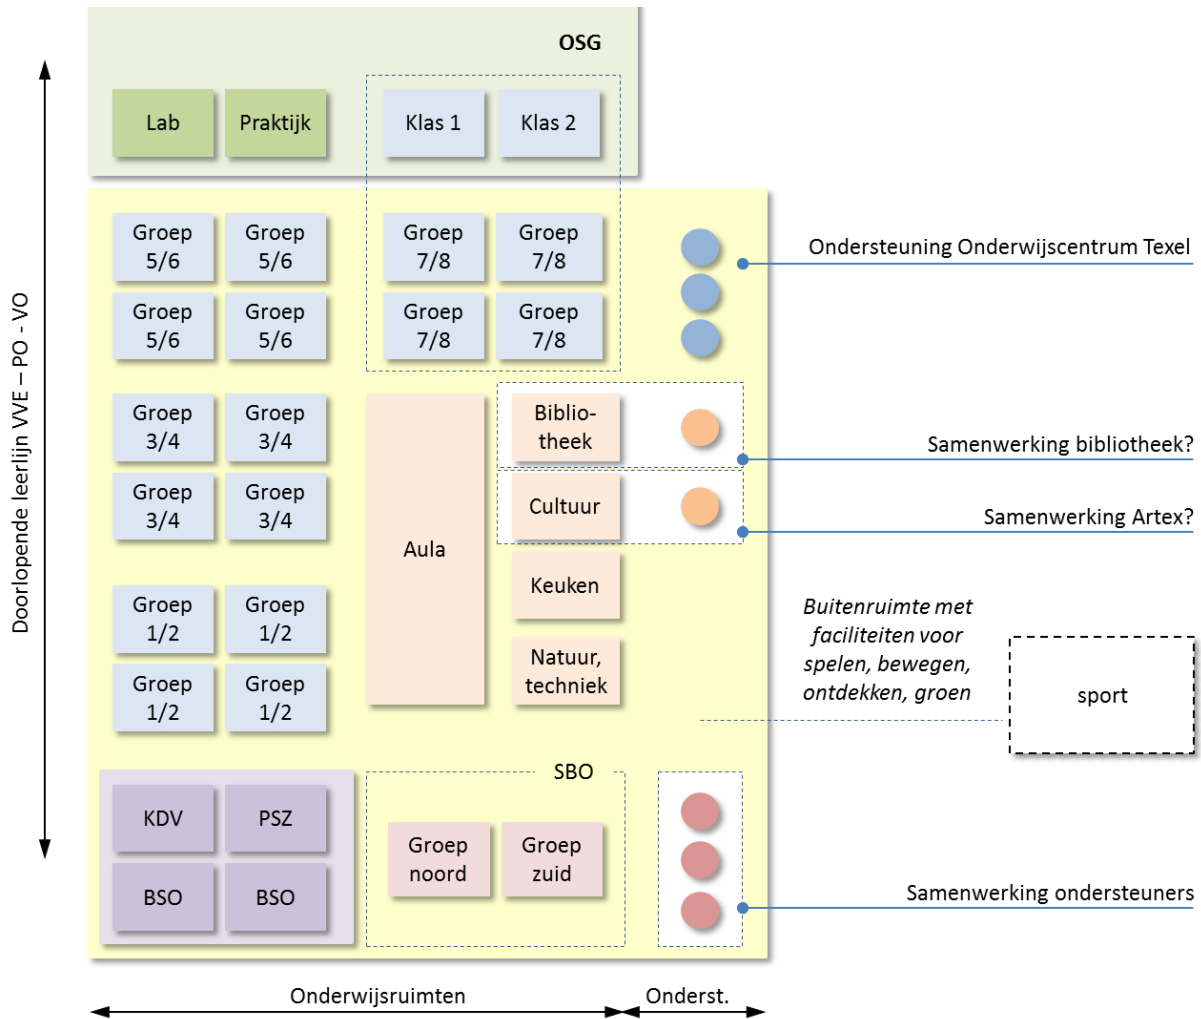 OSG
Lab
Praktijk
Klas 1
Klas 2
Groep
5/6
Groep
5/6
Groep
7/8
Groep
7/8
Ondersteuning Onderwijscentrum Texel
Groep
5/6
Groep
5/6
Groep
7/8
Groep
7/8
Doorlopende leerlijn VVE – PO - VO
Groep
3/4
Groep
3/4
Biblio-
theek
Samenwerking bibliotheek?
Groep
3/4
Groep
3/4
Aula
Cultuur
Samenwerking Artex?
Keuken
Groep
1/2
Groep
1/2
Buitenruimte met
faciliteiten voor
spelen, bewegen,
ontdekken, groen
Natuur,
techniek
Groep
1/2
Groep
1/2
sport
SBO
KDV
PSZ
Groep
noord
Groep
zuid
BSO
BSO
Samenwerking ondersteuners
Onderwijsruimten
Onderst.